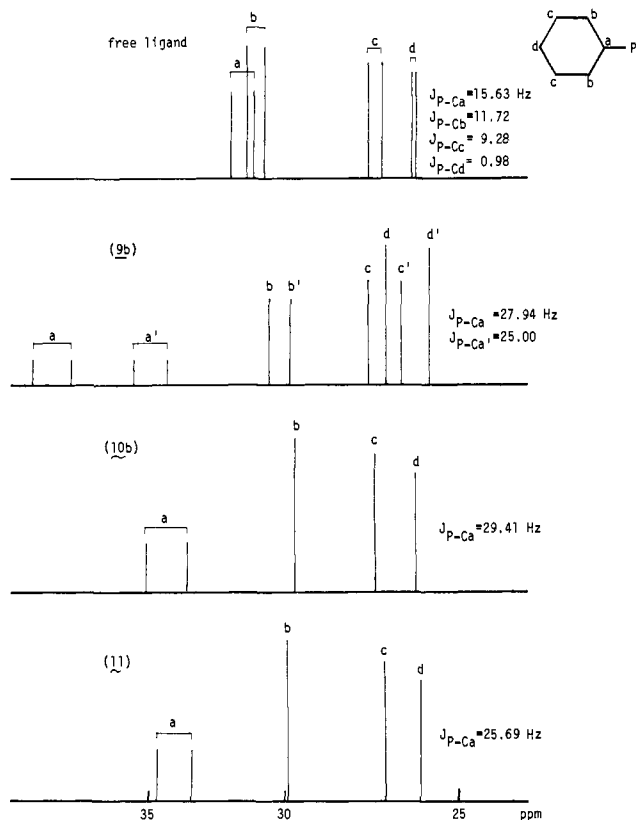 free ligand
a
b
c
d
J_P-Ca=15.63 Hz
J_P-Cb=11.72
J_P-Cc= 9.28
J_P-Cd= 0.98
c b
d a P
c b
(9b)
a a' b b' c d c' d'
J_P-Ca =27.94 Hz
J_P-Ca'=25.00
(10b)
a b c d
J_P-Ca=29.41 Hz
(11)
a b c d
J_P-Ca=25.69 Hz
35 30 25 ppm